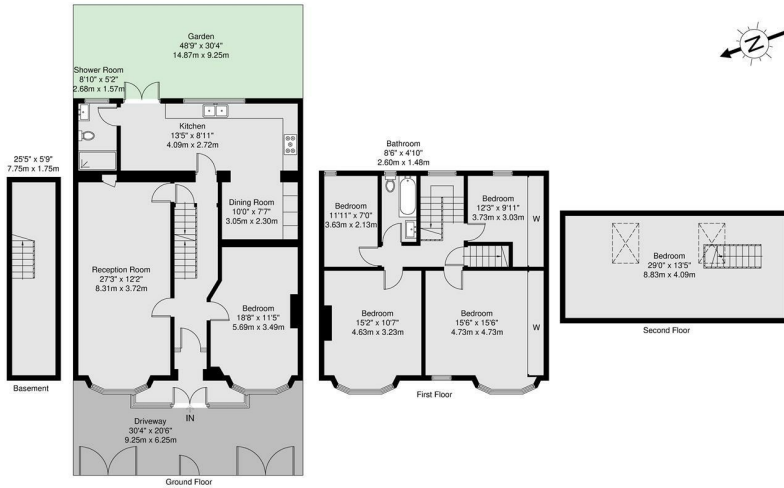 Garden
48'9" x 30'4"
14.87m x 9.25m
N
Shower Room
8'10" x 5'2"
2.68m x 1.57m
Kitchen
13'5" x 8'11"
4.09m x 2.72m
25'5" x 5'9"
7.75m x 1.75m
Dining Room
10'0" x 7'7"
3.05m x 2.30m
Reception Room
27'3" x 12'2"
8.31m x 3.72m
Bedroom
18'8" x 11'5"
5.69m x 3.49m
Basement
IN
Driveway
30'4" x 20'6"
9.25m x 6.25m
Ground Floor
Bathroom
8'6" x 4'10"
2.60m x 1.48m
Bedroom
11'11" x 7'0"
3.63m x 2.13m
Bedroom
12'3" x 9'11"
3.73m x 3.03m
W
Bedroom
15'2" x 10'7"
4.63m x 3.23m
Bedroom
15'6" x 15'6"
4.73m x 4.73m
W
First Floor
Bedroom
29'0" x 13'5"
8.83m x 4.09m
Second Floor